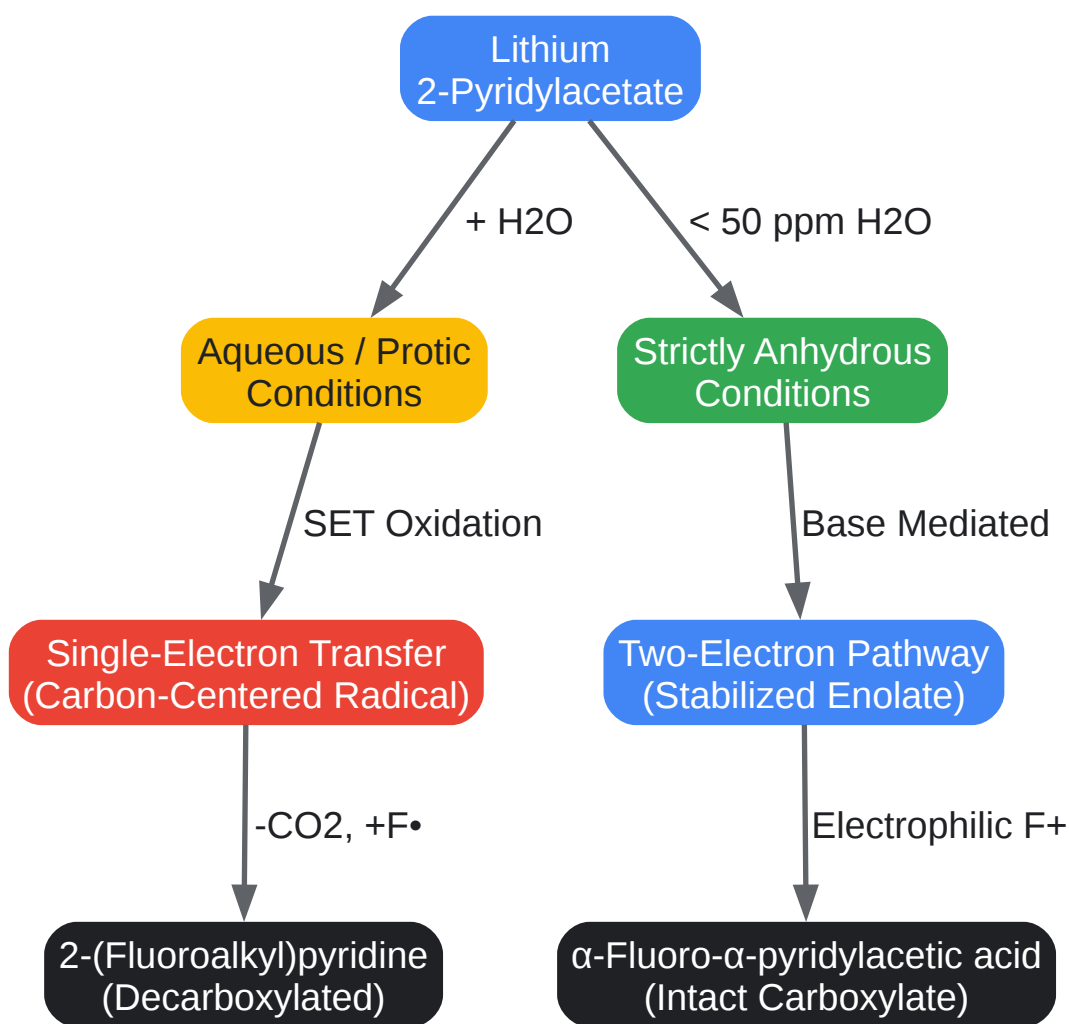 Lithium
2-Pyridylacetate
+ H2O
< 50 ppm H2O
Aqueous / Protic
Conditions
Strictly Anhydrous
Conditions
SET Oxidation
Base Mediated
Single-Electron Transfer
(Carbon-Centered Radical)
Two-Electron Pathway
(Stabilized Enolate)
-CO2, +F•
Electrophilic F+
2-(Fluoroalkyl)pyridine
(Decarboxylated)
α-Fluoro-α-pyridylacetic acid
(Intact Carboxylate)